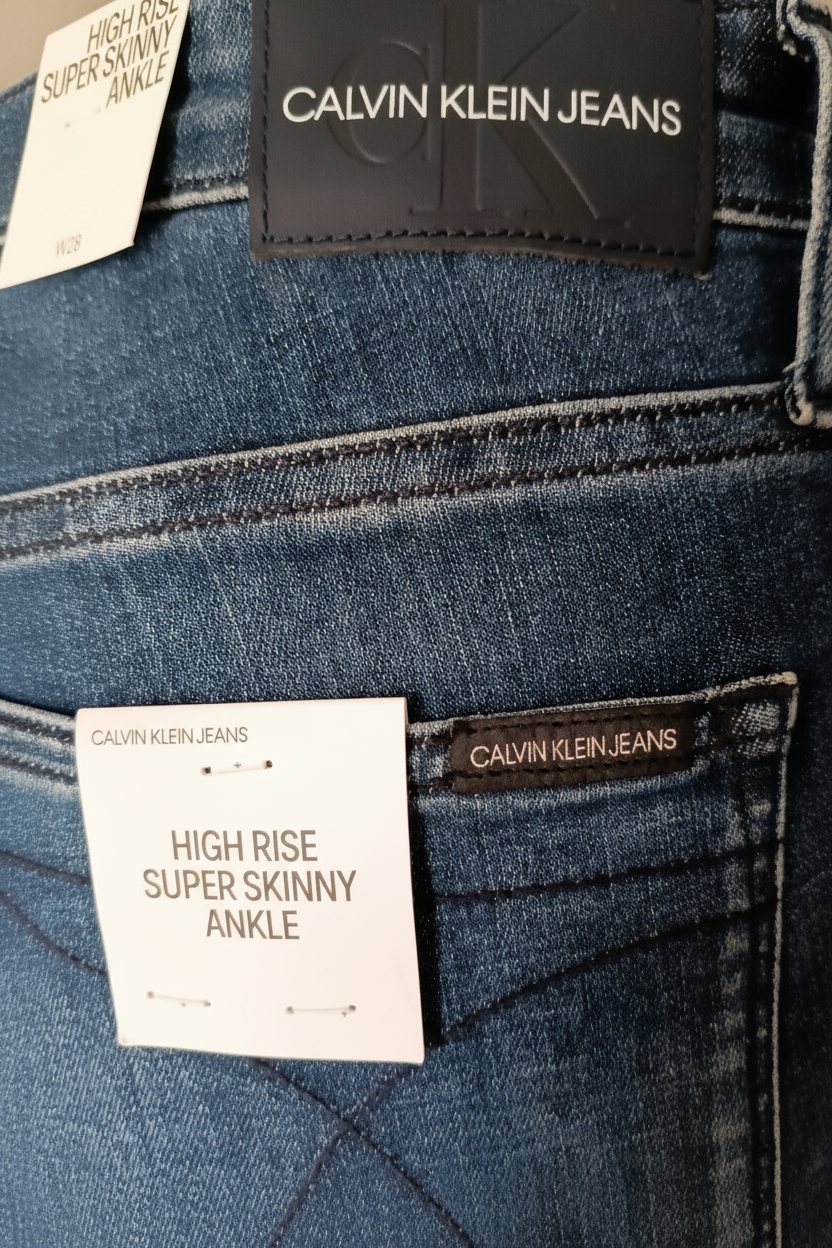 HIGH RISE
SUPER SKINNY
ANKLE
W28
CK
CALVIN KLEIN JEANS
CALVIN KLEIN JEANS
CALVIN KLEIN JEANS
HIGH RISE
SUPER SKINNY
ANKLE